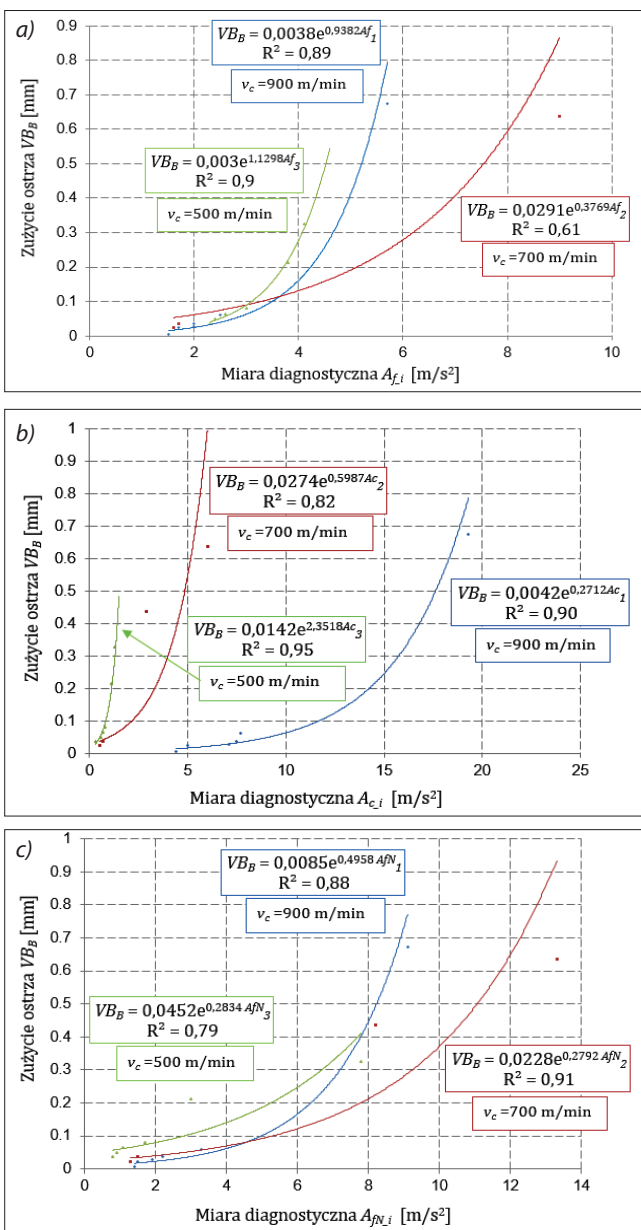 a)
Zużycie ostrza VB_B [mm]
0.9
0.8
0.7
0.6
0.5
0.4
0.3
0.2
0.1
0
VB_B = 0,0038e^{0,9382Af_1}
R² = 0,89
v_c =900 m/min
VB_B = 0,003e^{1,1298Af_3}
R² = 0,9
v_c =500 m/min
VB_B = 0,0291e^{0,3769Af_2}
R² = 0,61
v_c =700 m/min
0 2 4 6 8 10
Miara diagnostyczna A_{f_i} [m/s²]
b)
Zużycie ostrza VB_B [mm]
1
0.9
0.8
0.7
0.6
0.5
0.4
0.3
0.2
0.1
0
VB_B = 0,0274e^{0,5987Ac_2}
R² = 0,82
v_c =700 m/min
VB_B = 0,0142e^{2,3518Ac_3}
R² = 0,95
v_c =500 m/min
VB_B = 0,0042e^{0,2712Ac_1}
R² = 0,90
v_c =900 m/min
0 5 10 15 20 25
Miara diagnostyczna A_{c_i} [m/s²]
c)
Zużycie ostrza VB_B [mm]
1
0.9
0.8
0.7
0.6
0.5
0.4
0.3
0.2
0.1
0
VB_B = 0,0085e^{0,4958 AfN_1}
R² = 0,88
v_c =900 m/min
VB_B = 0,0452e^{0,2834 AfN_3}
R² = 0,79
v_c =500 m/min
VB_B = 0,0228e^{0,2792 AfN_2}
R² = 0,91
v_c =700 m/min
0 2 4 6 8 10 12 14
Miara diagnostyczna A_{fN_i} [m/s²]